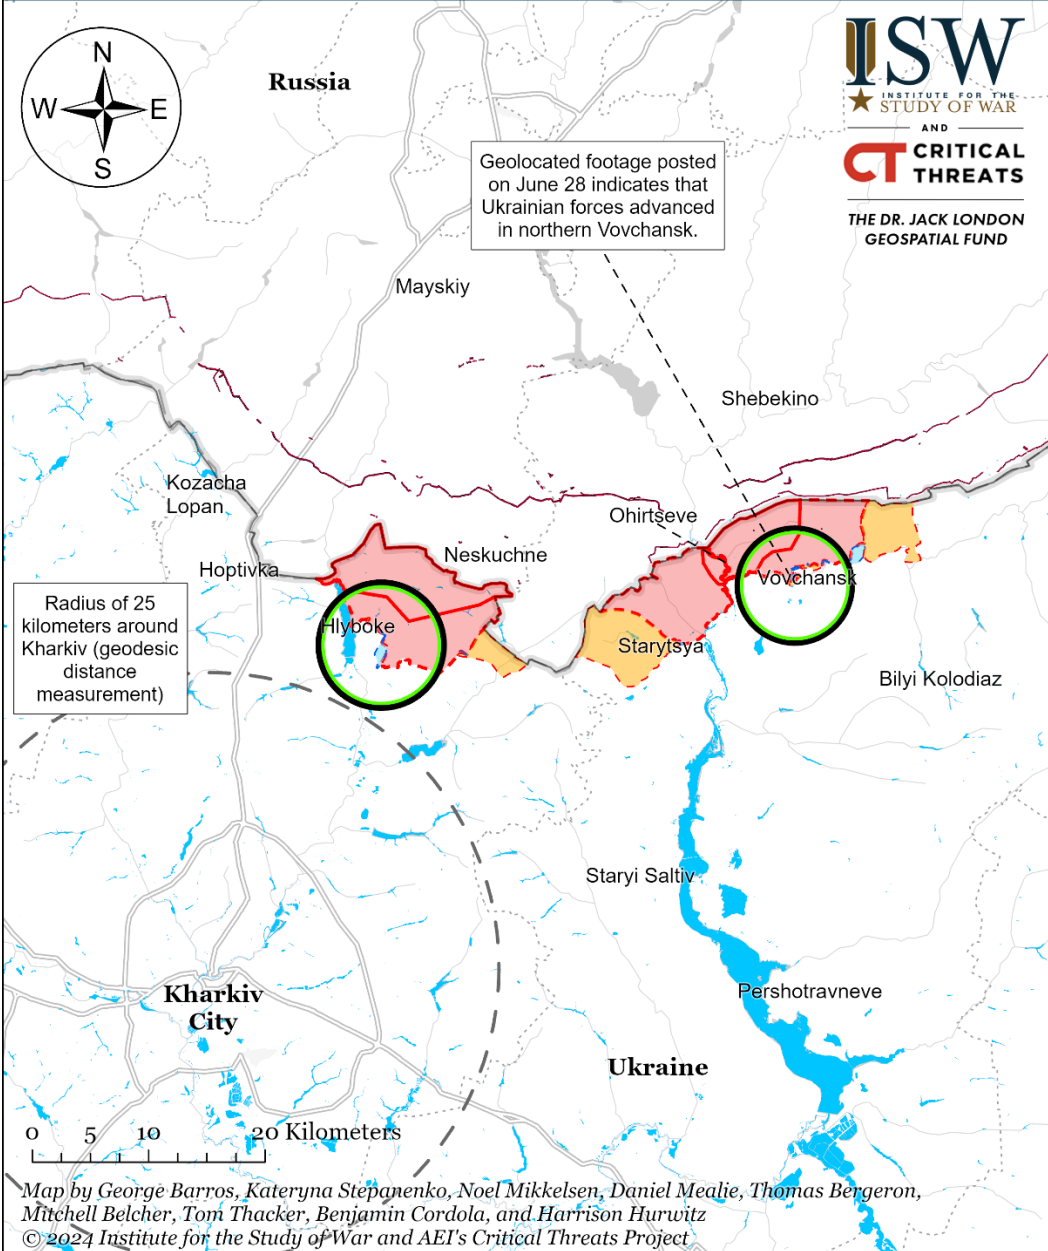 N
W
E
S
Russia
ISW
INSTITUTE FOR THE
STUDY OF WAR
AND
CT CRITICAL
THREATS
THE DR. JACK LONDON
GEOSPATIAL FUND
Geolocated footage posted
on June 28 indicates that
Ukrainian forces advanced
in northern Vovchansk.
Mayskiy
Shebekino
Kozacha
Lopan
Ohirtseve
Neskuchne
Hoptivka
Vovchansk
Radius of 25
kilometers around
Kharkiv (geodesic
distance
measurement)
Hlyboke
Starytsya
Bilyi Kolodiaz
Staryi Saltiv
Pershotravneve
Kharkiv
City
Ukraine
0 5 10 20 Kilometers
Map by George Barros, Kateryna Stepanenko, Noel Mikkelsen, Daniel Mealie, Thomas Bergeron,
Mitchell Belcher, Tom Thacker, Benjamin Cordola, and Harrison Hurwitz
© 2024 Institute for the Study of War and AEI's Critical Threats Project